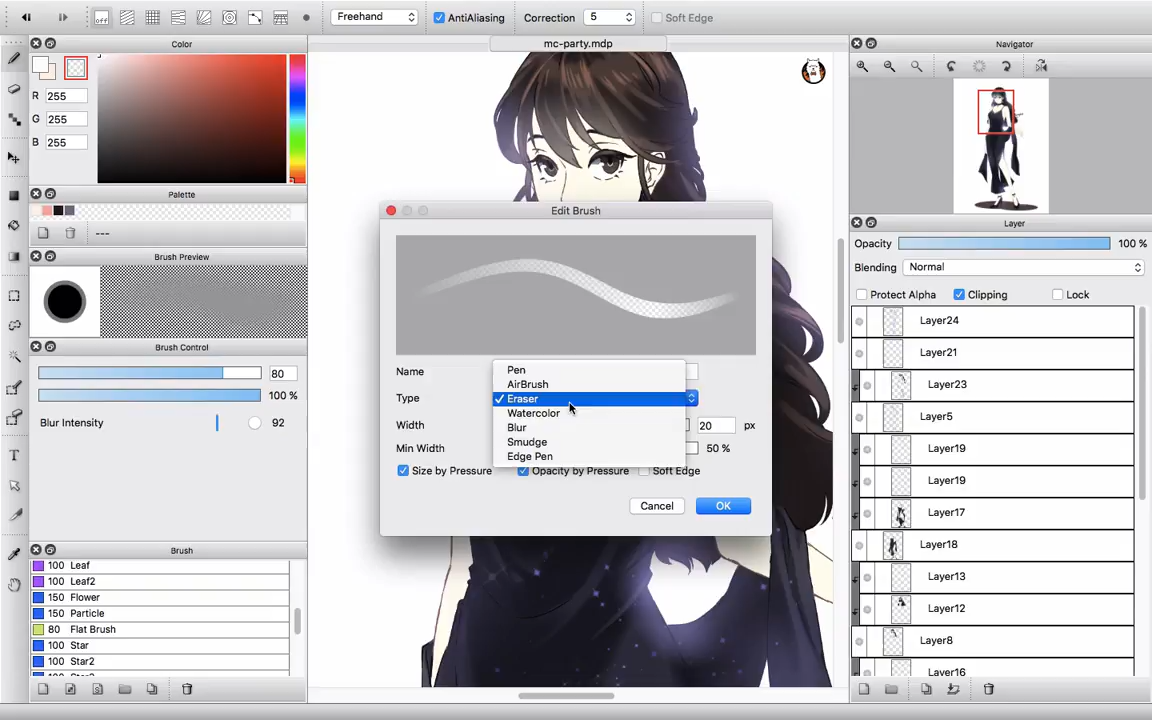 off
Freehand
AntiAliasing
Correction
5
Soft Edge
Color
mc-party.mdp
Navigator
R
255
G
255
B
255
Palette
---
Brush Preview
Brush Control
80
100 %
Blur Intensity
92
Brush
100 Leaf
100 Leaf2
150 Flower
150 Particle
80 Flat Brush
100 Star
100 Star2
Edit Brush
Name
Type
Width
20 px
Min Width
50 %
Pen
AirBrush
✓ Eraser
Watercolor
Blur
Smudge
Edge Pen
Size by Pressure
Opacity by Pressure
Soft Edge
Cancel
OK
Layer
Opacity
100 %
Blending
Normal
Protect Alpha
Clipping
Lock
Layer24
Layer21
Layer23
Layer5
Layer19
Layer19
Layer17
Layer18
Layer13
Layer12
Layer8
Layer16
T